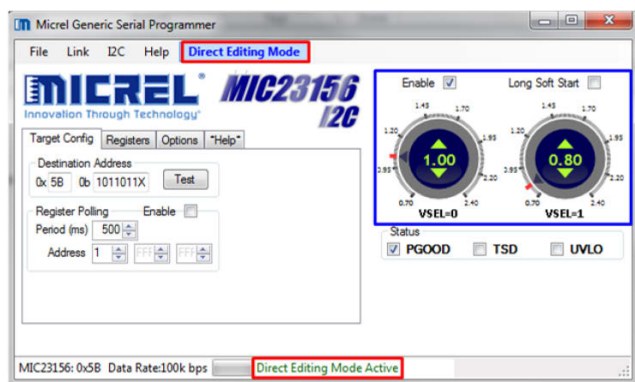 Micrel Generic Serial Programmer
File Link I2C Help Direct Editing Mode
MICREL®
Innovation Through Technology®
MIC23156
I2C
Enable Long Soft Start
Target Config Registers Options *Help*
Destination Address
0x 5B 0b 1011011X Test
Register Polling Enable
Period (ms) 500
Address 1 FFF FFF
1.45 1.70
1.20 1.95
1.00
0.95 2.20
0.70 2.40
VSEL=0
1.45 1.70
1.20 1.95
0.80
0.95 2.20
0.70 2.40
VSEL=1
Status
PGOOD TSD UVLO
MIC23156: 0x5B Data Rate:100k bps Direct Editing Mode Active